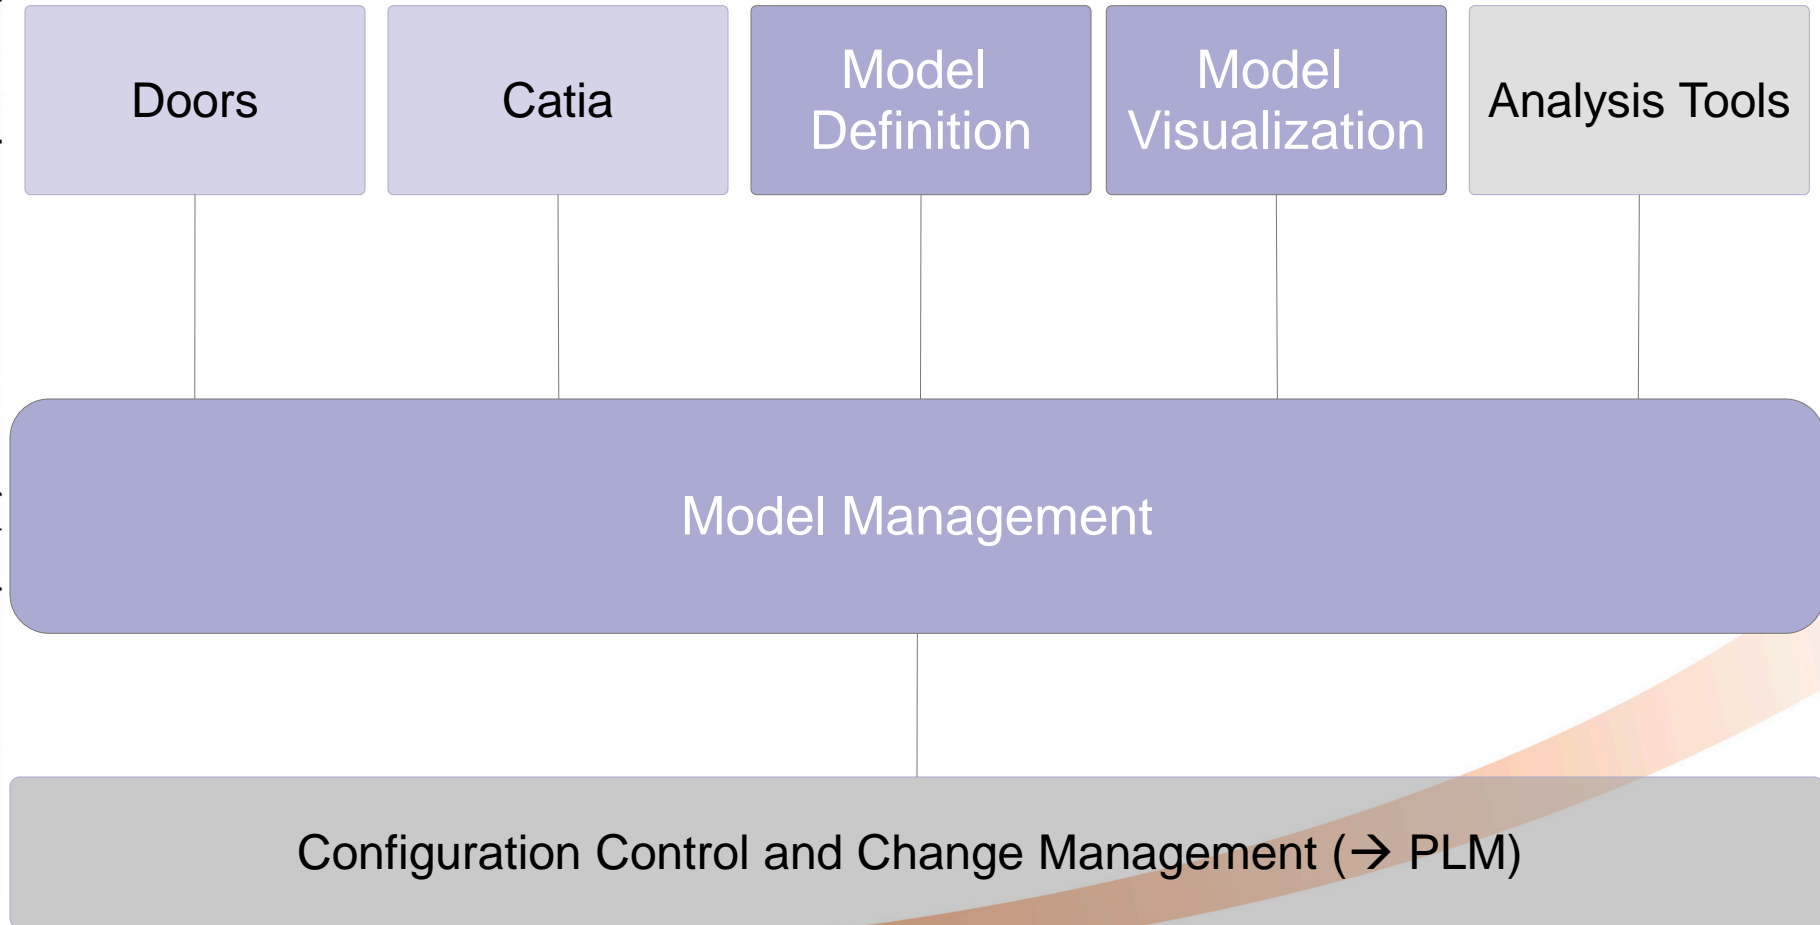 Doors
Catia
Model
Definition
Model
Visualization
Analysis Tools
Model Management
Configuration Control and Change Management (→ PLM)